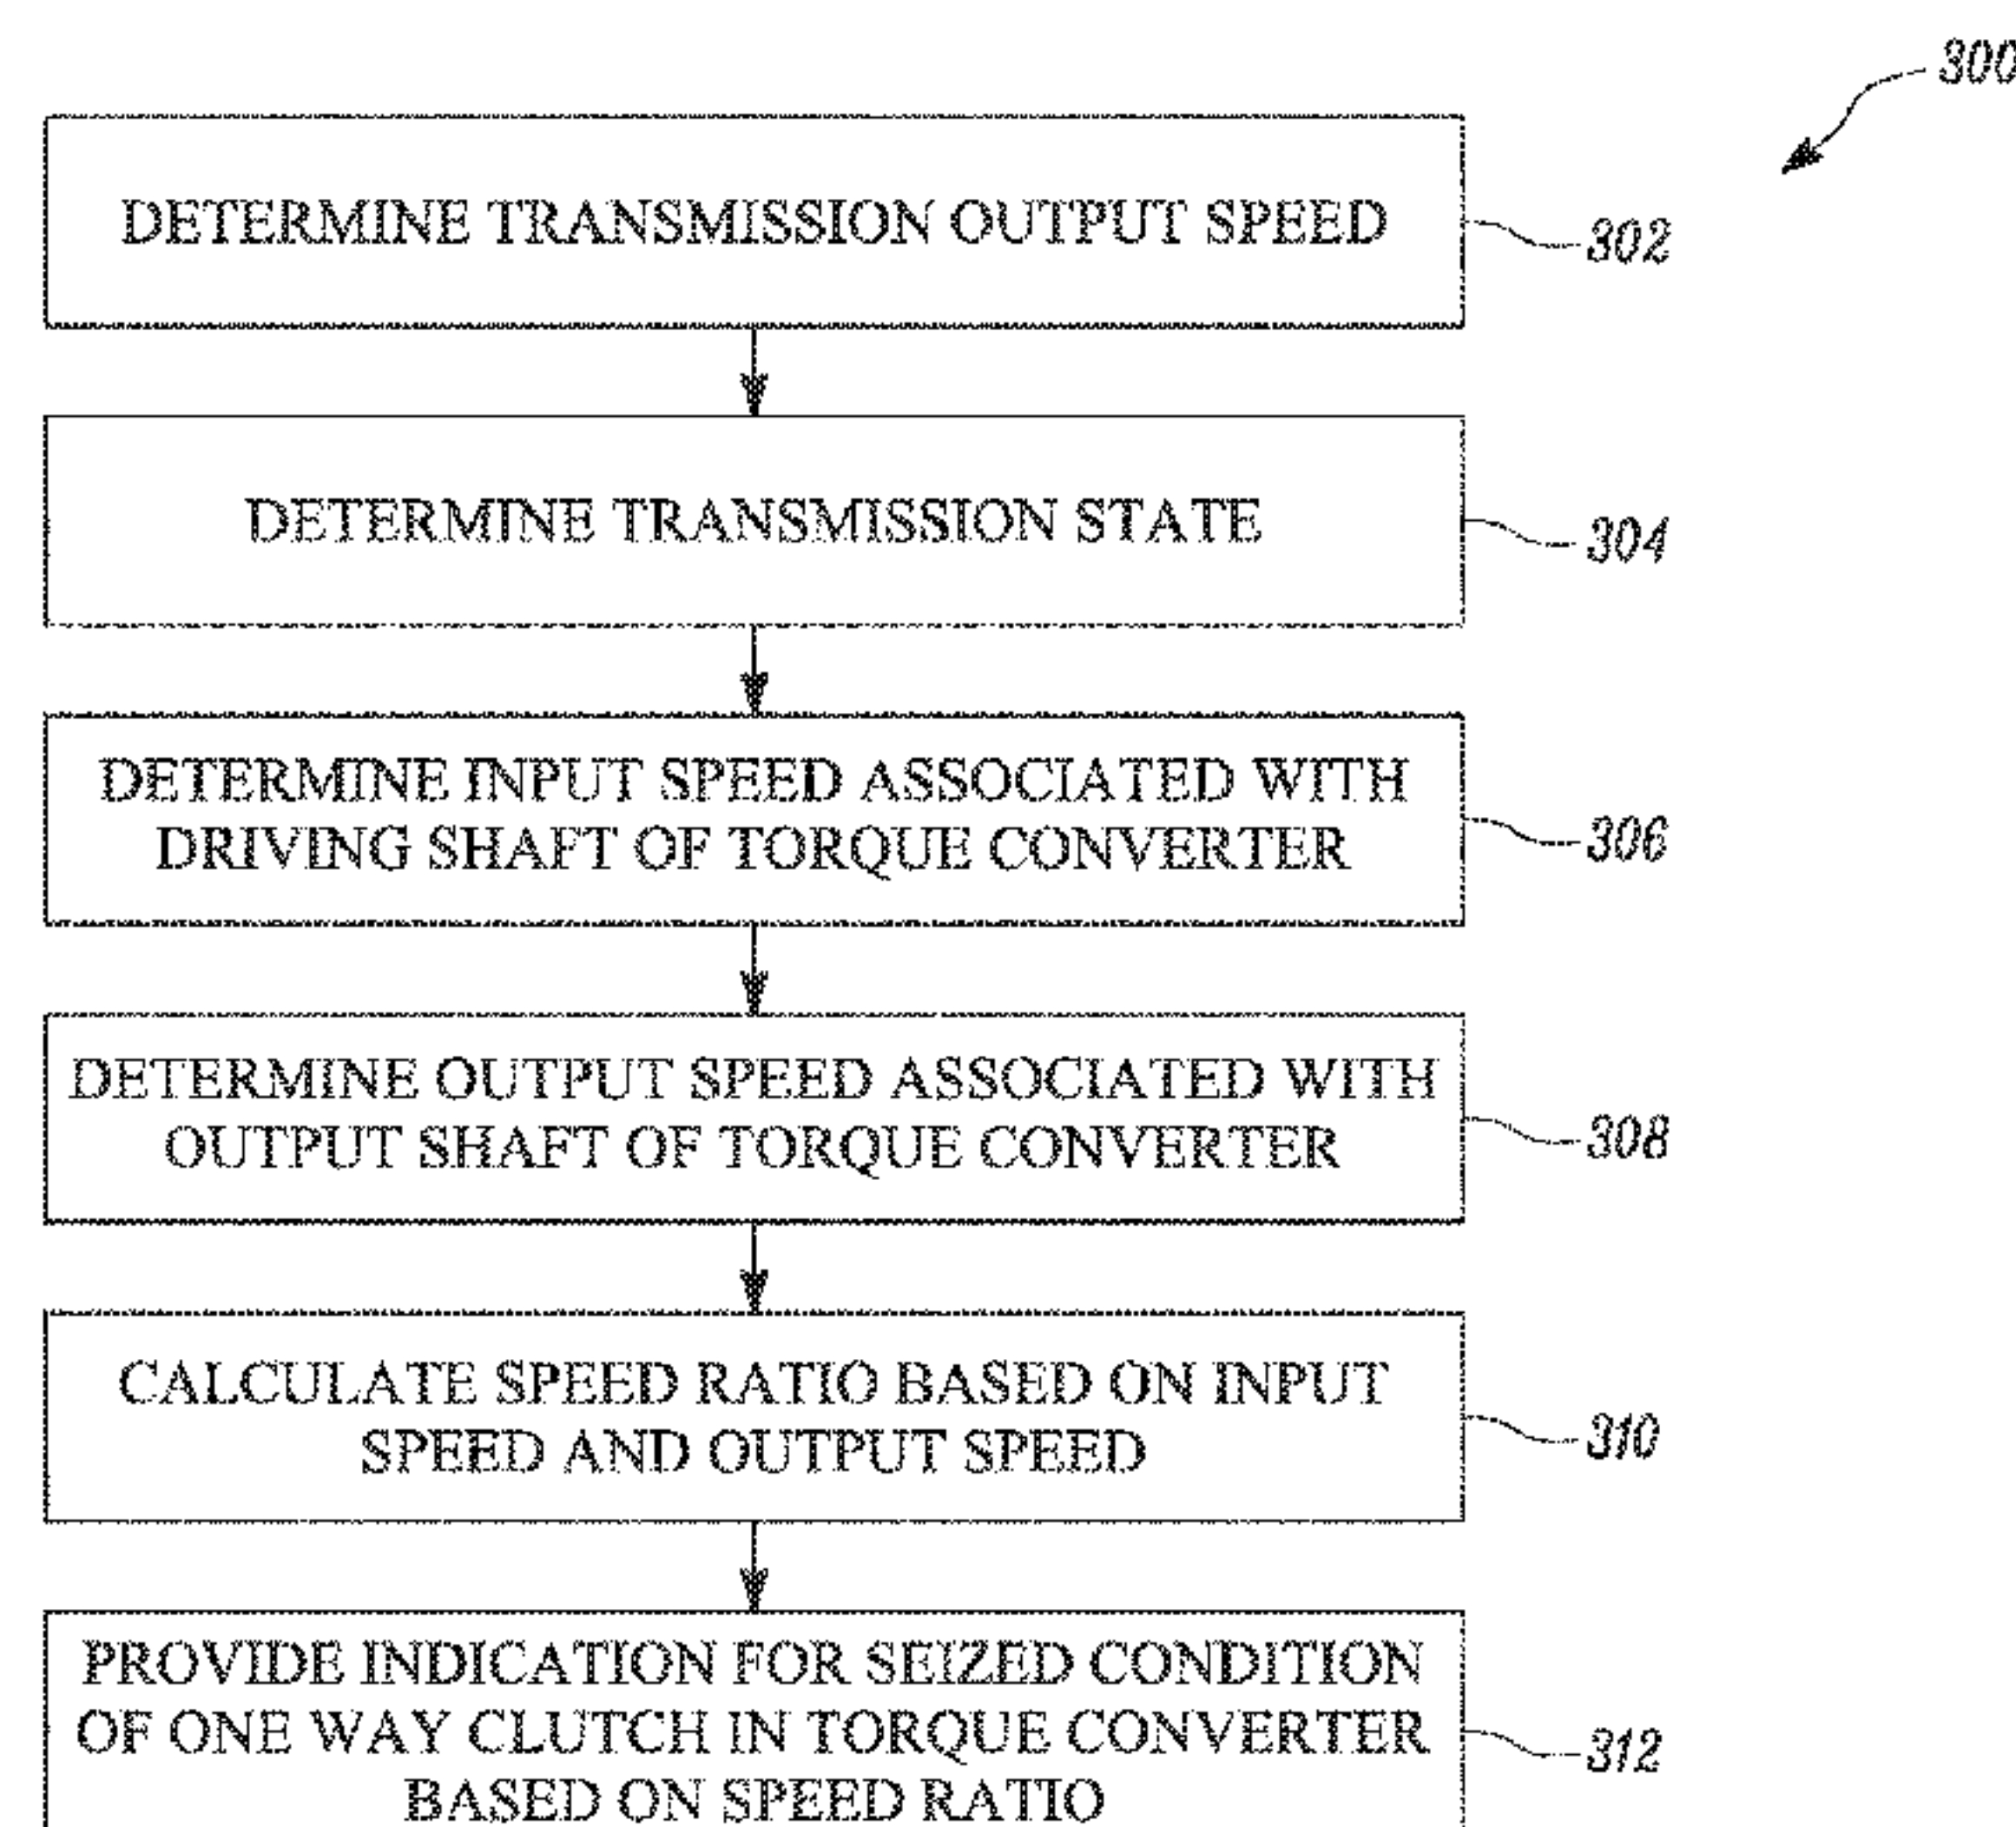 300
DETERMINE TRANSMISSION OUTPUT SPEED
302
DETERMINE TRANSMISSION STATE
304
DETERMINE INPUT SPEED ASSOCIATED WITH
DRIVING SHAFT OF TORQUE CONVERTER
306
DETERMINE OUTPUT SPEED ASSOCIATED WITH
OUTPUT SHAFT OF TORQUE CONVERTER
308
CALCULATE SPEED RATIO BASED ON INPUT
SPEED AND OUTPUT SPEED
310
PROVIDE INDICATION FOR SEIZED CONDITION
OF ONE WAY CLUTCH IN TORQUE CONVERTER
BASED ON SPEED RATIO
312